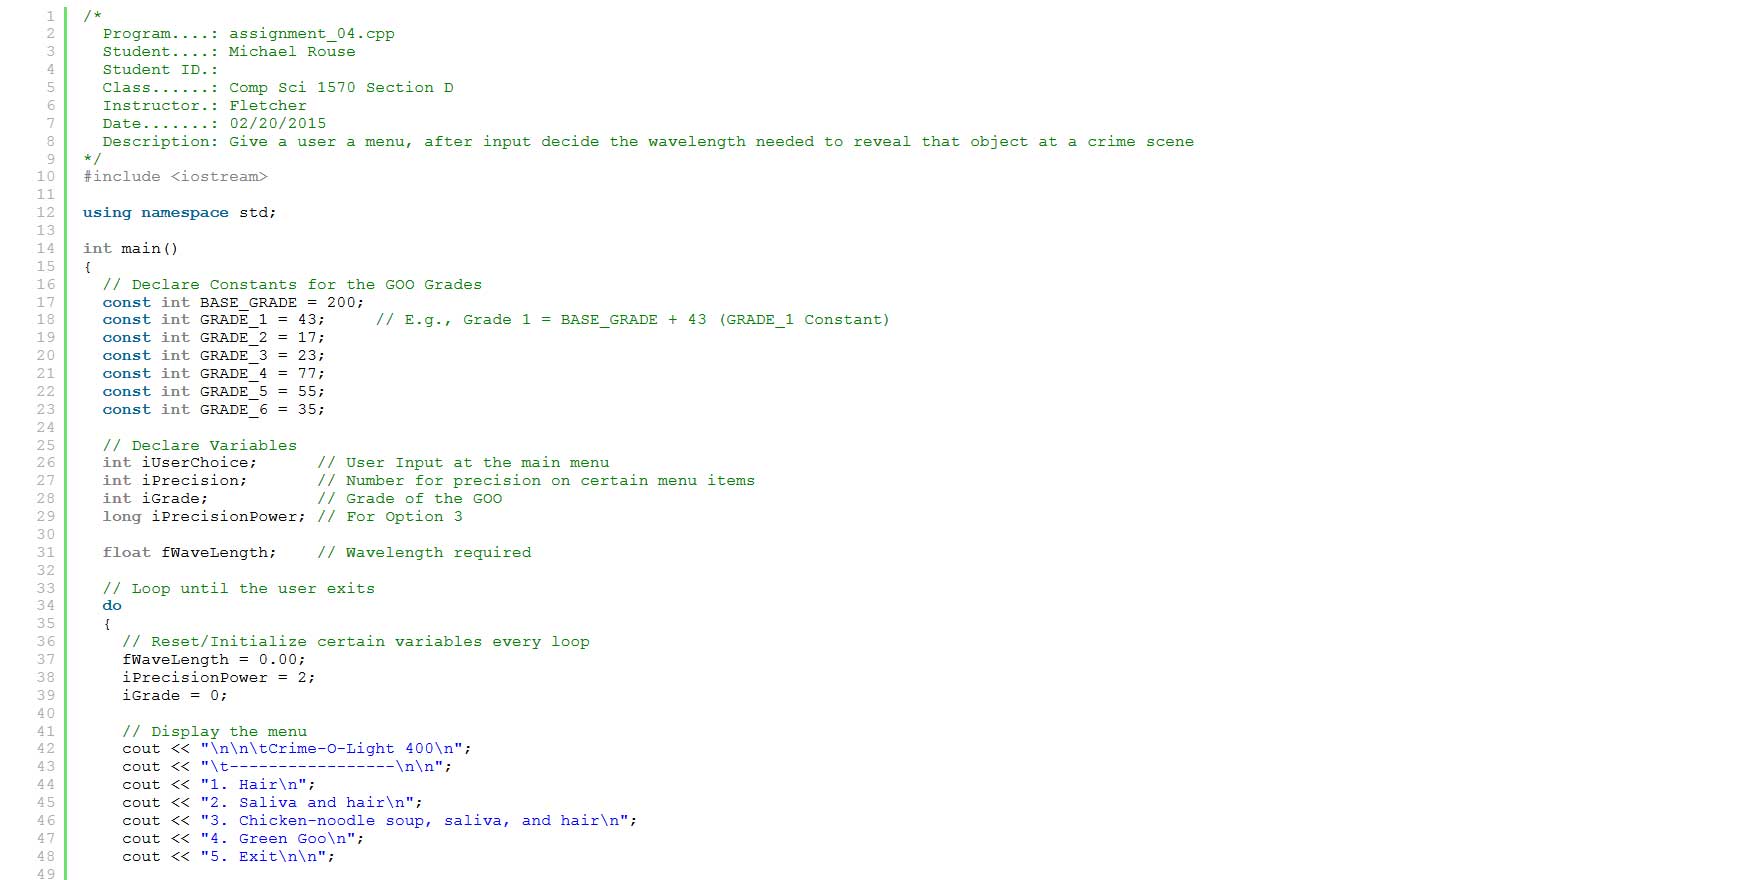 1 /*
2   Program....: assignment_04.cpp
3   Student....: Michael Rouse
4   Student ID.:
5   Class......: Comp Sci 1570 Section D
6   Instructor.: Fletcher
7   Date.......: 02/20/2015
8   Description: Give a user a menu, after input decide the wavelength needed to reveal that object at a crime scene
9 */
10 #include <iostream>
11
12 using namespace std;
13
14 int main()
15 {
16   // Declare Constants for the GOO Grades
17   const int BASE_GRADE = 200;
18   const int GRADE_1 = 43;     // E.g., Grade 1 = BASE_GRADE + 43 (GRADE_1 Constant)
19   const int GRADE_2 = 17;
20   const int GRADE_3 = 23;
21   const int GRADE_4 = 77;
22   const int GRADE_5 = 55;
23   const int GRADE_6 = 35;
24
25   // Declare Variables
26   int iUserChoice;      // User Input at the main menu
27   int iPrecision;       // Number for precision on certain menu items
28   int iGrade;           // Grade of the GOO
29   long iPrecisionPower; // For Option 3
30
31   float fWaveLength;    // Wavelength required
32
33   // Loop until the user exits
34   do
35   {
36     // Reset/Initialize certain variables every loop
37     fWaveLength = 0.00;
38     iPrecisionPower = 2;
39     iGrade = 0;
40
41     // Display the menu
42     cout << "\n\n\tCrime-O-Light 400\n";
43     cout << "\t-----------------\n\n";
44     cout << "1. Hair\n";
45     cout << "2. Saliva and hair\n";
46     cout << "3. Chicken-noodle soup, saliva, and hair\n";
47     cout << "4. Green Goo\n";
48     cout << "5. Exit\n\n";
49